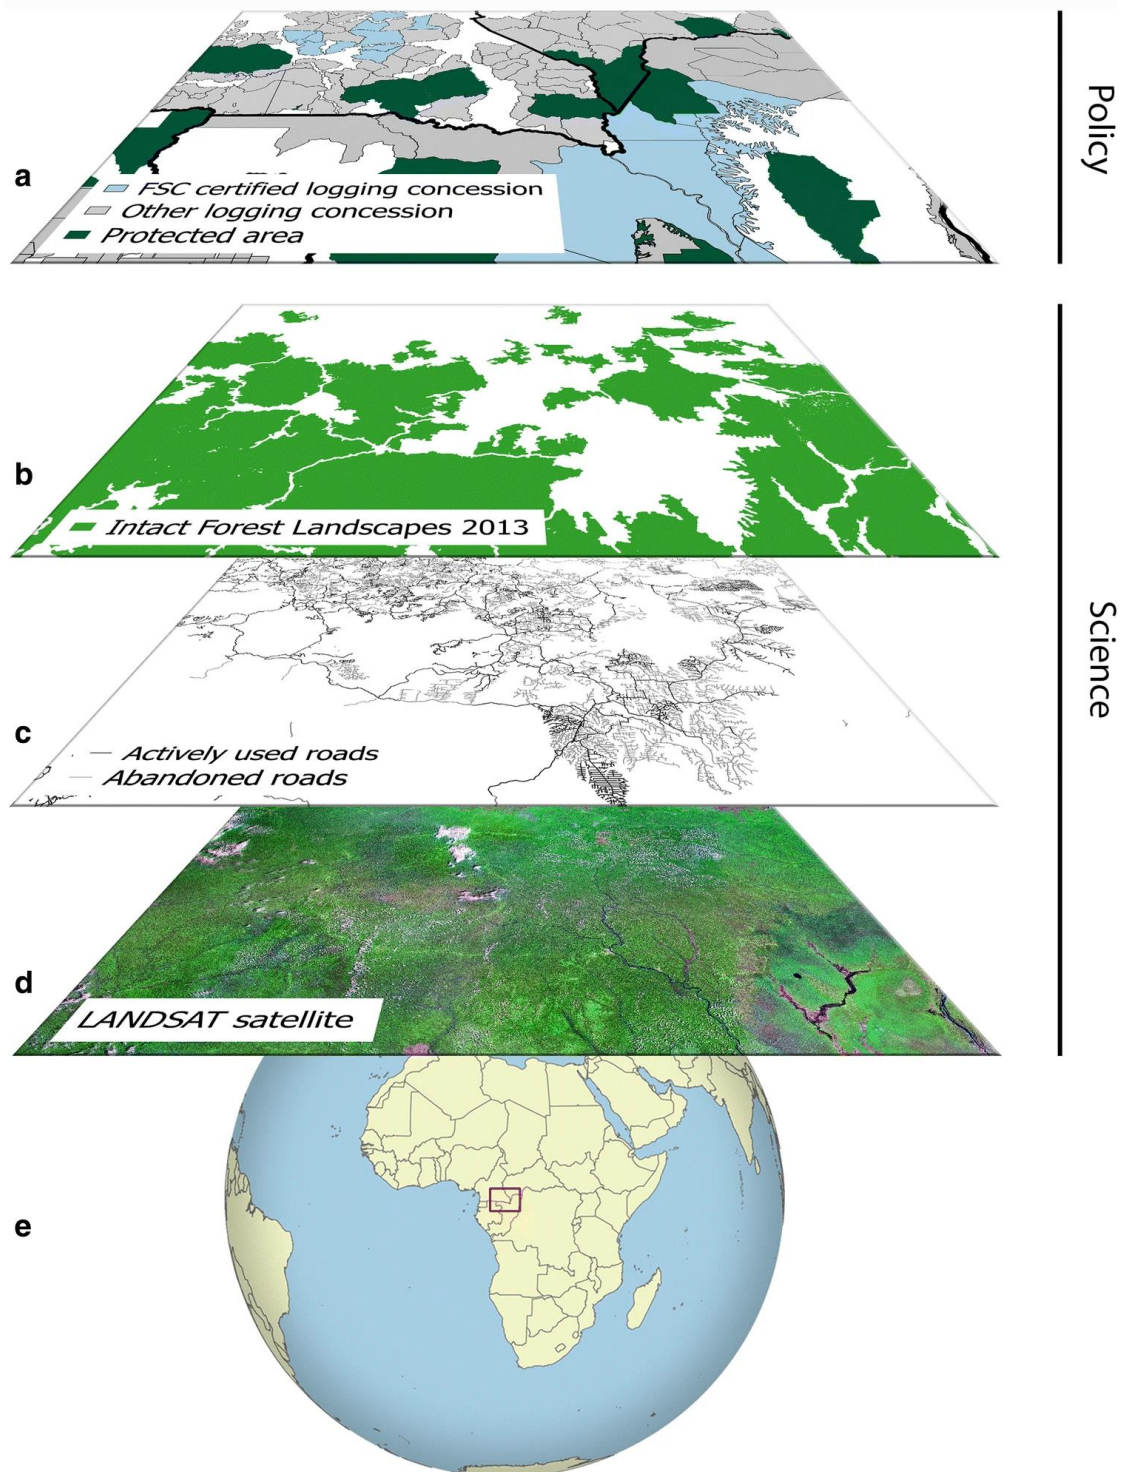 Policy
a
FSC certified logging concession
Other logging concession
Protected area
Science
b
Intact Forest Landscapes 2013
c
Actively used roads
Abandoned roads
d
LANDSAT satellite
e